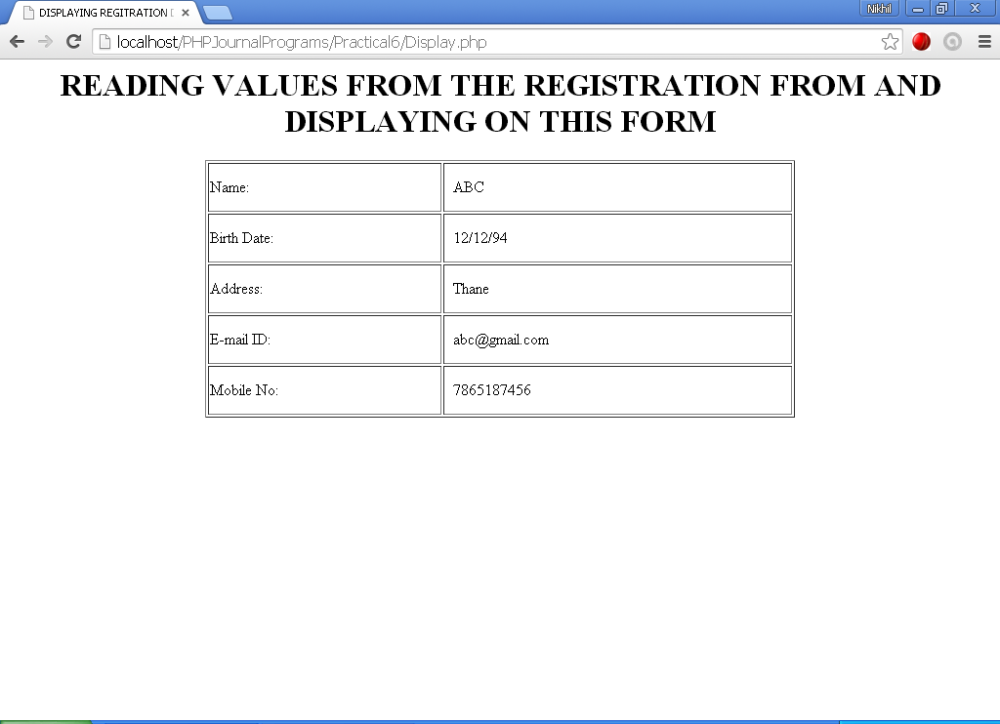 DISPLAYING REGITRATION
Nikhil
localhost/PHPJournalPrograms/Practical6/Display.php
READING VALUES FROM THE REGISTRATION FROM AND
DISPLAYING ON THIS FORM
Name: ABC
Birth Date: 12/12/94
Address: Thane
E-mail ID: abc@gmail.com
Mobile No: 7865187456